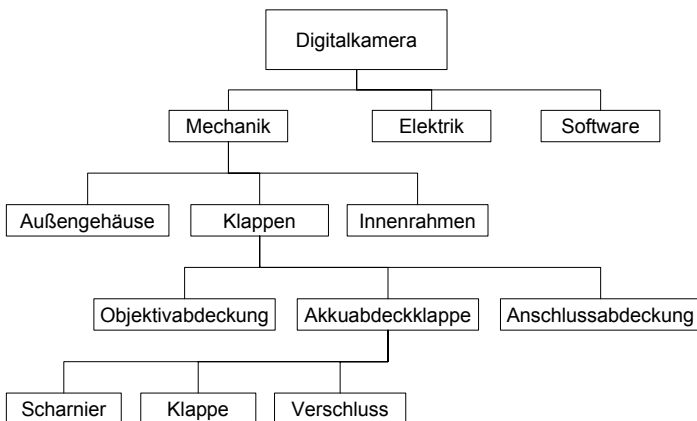 Digitalkamera
Mechanik Elektrik Software
Außengehäuse Klappen Innenrahmen
Objektivabdeckung Akkuabdeckklappe Anschlussabdeckung
Scharnier Klappe Verschluss